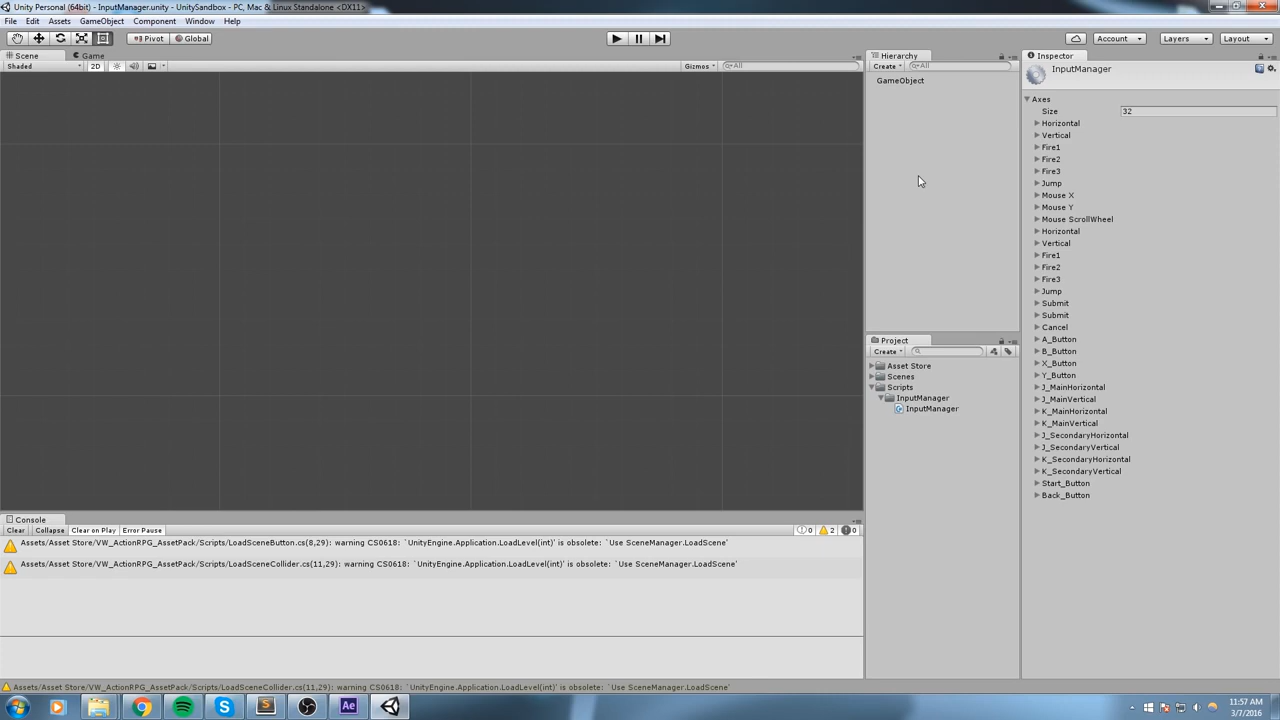 Unity Personal (64bit) - InputManager.unity - UnitySandbox - PC, Mac & Linux Standalone <DX11>
File Edit Assets GameObject Component Window Help
Pivot Global Account Layers Layout
Scene Game
Shaded 2D Gizmos All
Hierarchy
Create All
GameObject
Project
Create
Asset Store
Scenes
Scripts
InputManager
InputManager
Inspector
InputManager
Axes
Size 32
Horizontal
Vertical
Fire1
Fire2
Fire3
Jump
Mouse X
Mouse Y
Mouse ScrollWheel
Horizontal
Vertical
Fire1
Fire2
Fire3
Jump
Submit
Submit
Cancel
A_Button
B_Button
X_Button
Y_Button
J_MainHorizontal
J_MainVertical
K_MainHorizontal
K_MainVertical
J_SecondaryHorizontal
J_SecondaryVertical
K_SecondaryHorizontal
K_SecondaryVertical
Start_Button
Back_Button
Console
Clear Collapse Clear on Play Error Pause 0 2 0
Assets/Asset Store/VW_ActionRPG_AssetPack/Scripts/LoadSceneButton.cs(8,29): warning CS0618: `UnityEngine.Application.LoadLevel(int)' is obsolete: `Use SceneManager.LoadScene'
Assets/Asset Store/VW_ActionRPG_AssetPack/Scripts/LoadSceneCollider.cs(11,29): warning CS0618: `UnityEngine.Application.LoadLevel(int)' is obsolete: `Use SceneManager.LoadScene'
Assets/Asset Store/VW_ActionRPG_AssetPack/Scripts/LoadSceneCollider.cs(11,29): warning CS0618: `UnityEngine.Application.LoadLevel(int)' is obsolete: `Use SceneManager.LoadScene'
S S Ae
11:57 AM
3/7/2016